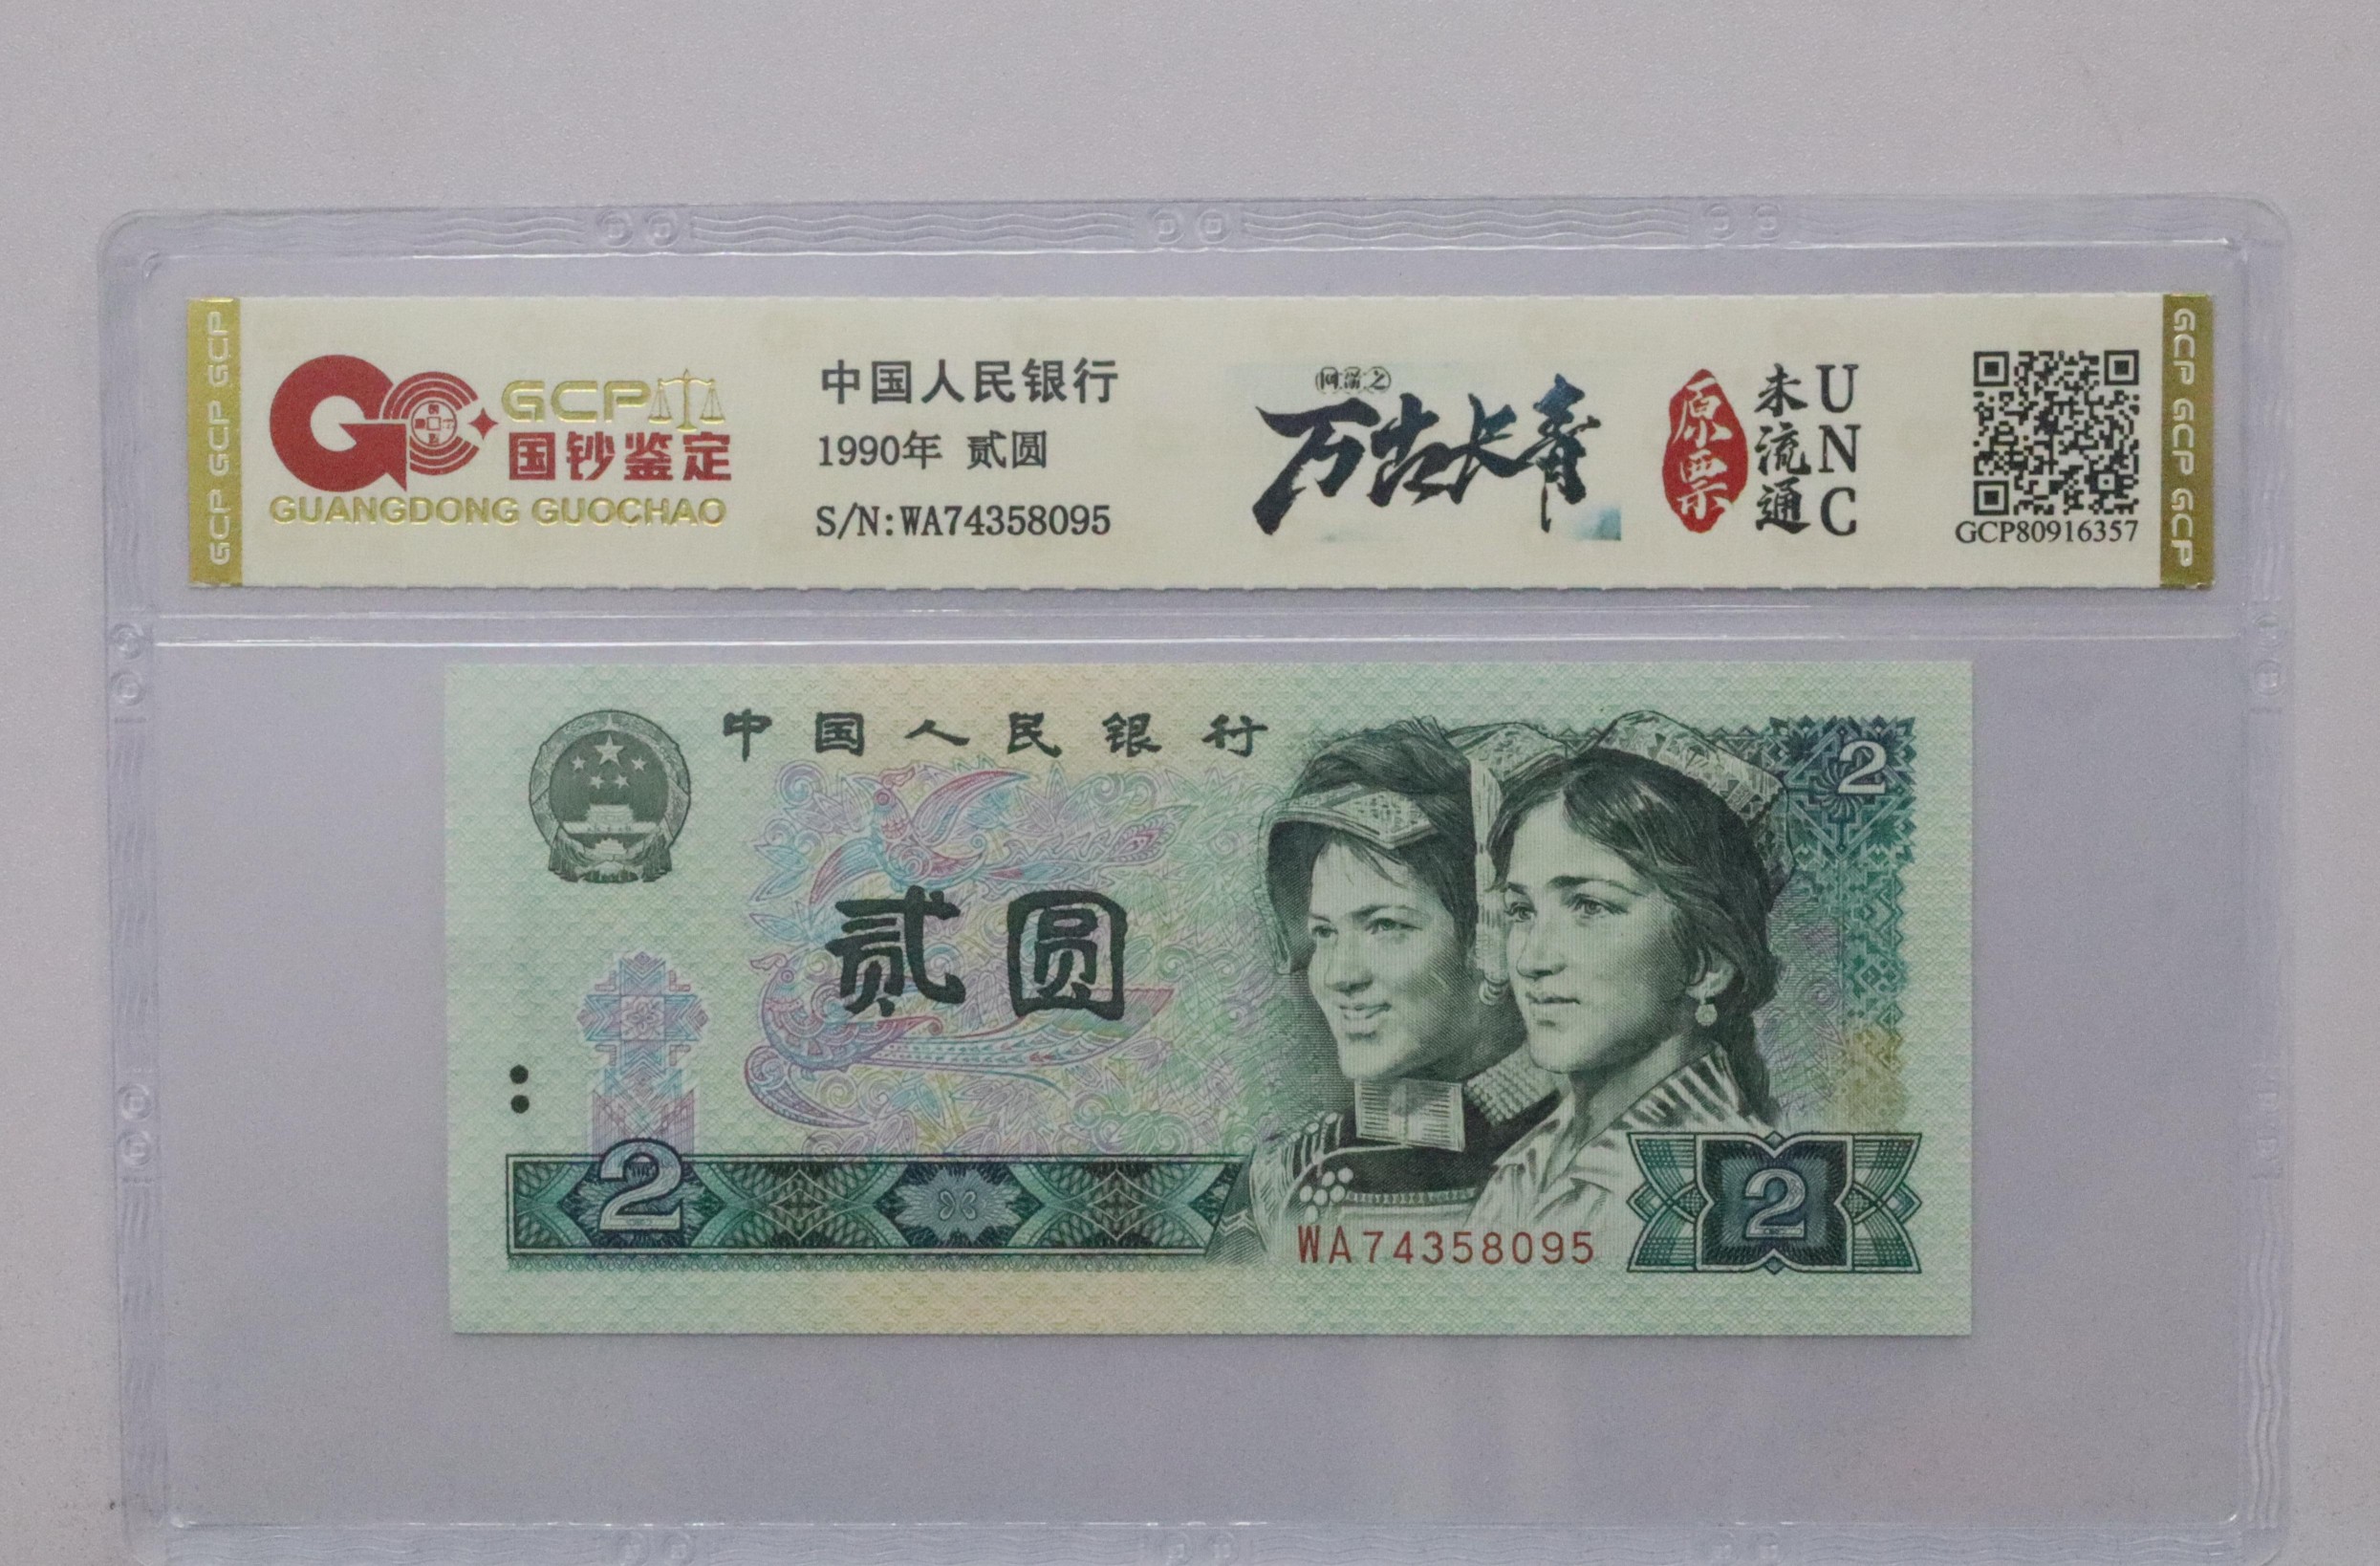 GCP GCP GCP
GCP
国钞鉴定
GUANGDONG GUOCHAO
中国人民银行
1990年 贰圆
S/N:WA74358095
万古长青
原票
未流通
UNC
GCP80916357
GCP GCP GCP
中国人民银行
2
贰圆
2
WA74358095
2